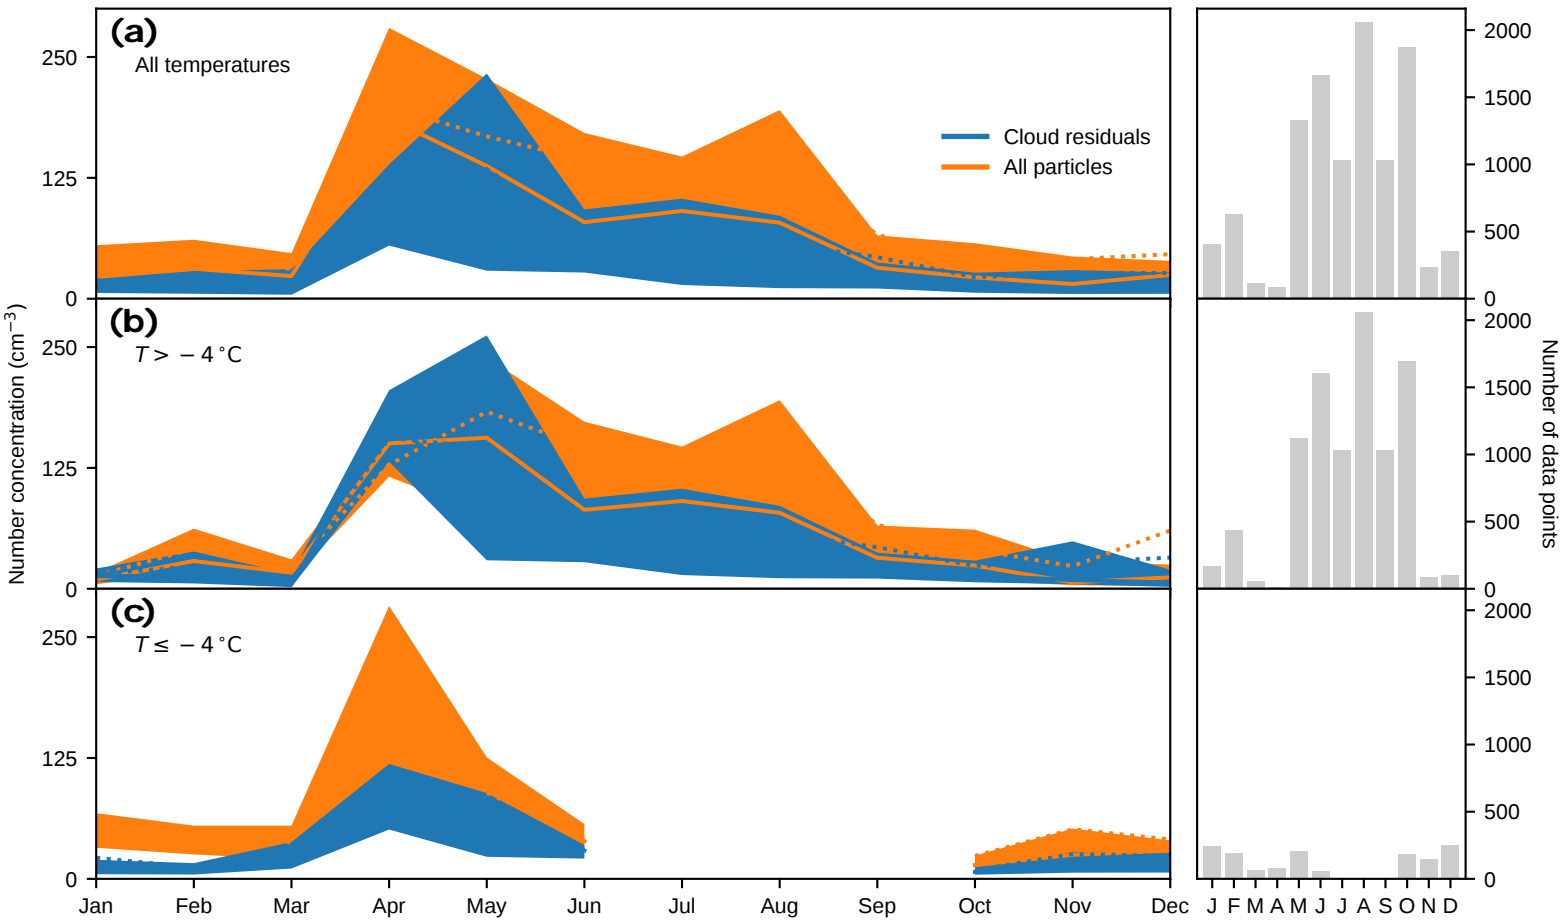 (a)
All temperatures
250
125
0
Cloud residuals
All particles
2000
1500
1000
500
0
(b)
T > − 4 °C
250
125
0
2000
1500
1000
500
0
(c)
T ≤ − 4 °C
250
125
0
2000
1500
1000
500
0
Number concentration (cm⁻³)
Number of data points
Jan Feb Mar Apr May Jun Jul Aug Sep Oct Nov Dec
J F M A M J J A S O N D